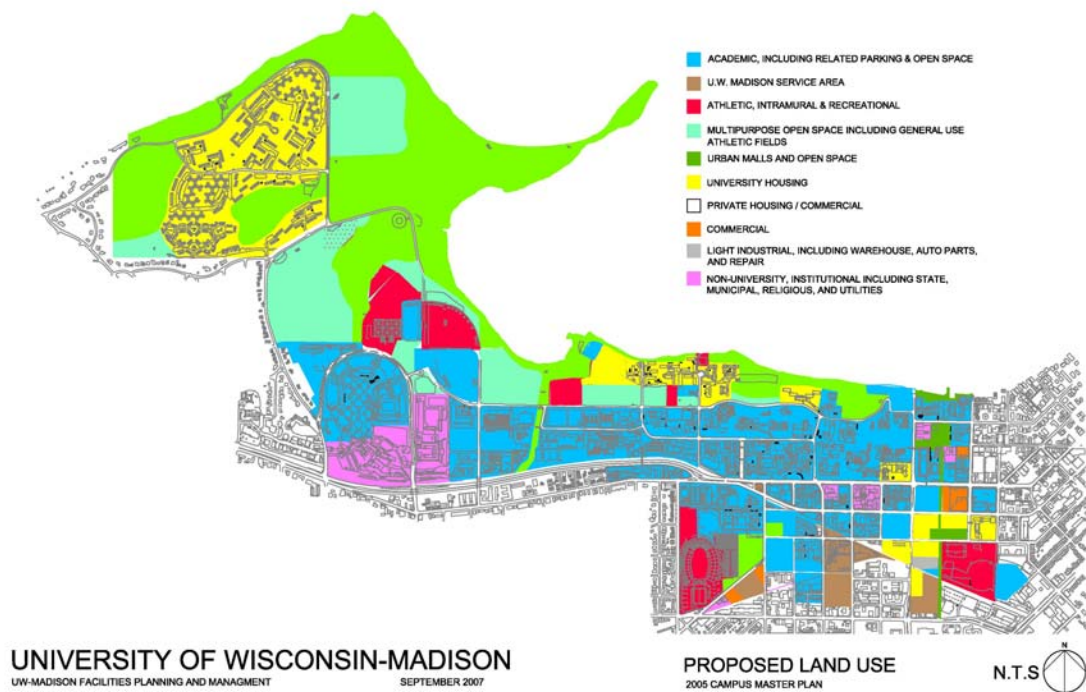 ACADEMIC, INCLUDING RELATED PARKING & OPEN SPACE
U.W. MADISON SERVICE AREA
ATHLETIC, INTRAMURAL & RECREATIONAL
MULTIPURPOSE OPEN SPACE INCLUDING GENERAL USE
ATHLETIC FIELDS
URBAN MALLS AND OPEN SPACE
UNIVERSITY HOUSING
PRIVATE HOUSING / COMMERCIAL
COMMERCIAL
LIGHT INDUSTRIAL, INCLUDING WAREHOUSE, AUTO PARTS,
AND REPAIR
NON-UNIVERSITY, INSTITUTIONAL INCLUDING STATE,
MUNICIPAL, RELIGIOUS, AND UTILITIES
UNIVERSITY OF WISCONSIN-MADISON
UW-MADISON FACILITIES PLANNING AND MANAGMENT SEPTEMBER 2007
PROPOSED LAND USE
2005 CAMPUS MASTER PLAN
N.T.S
N